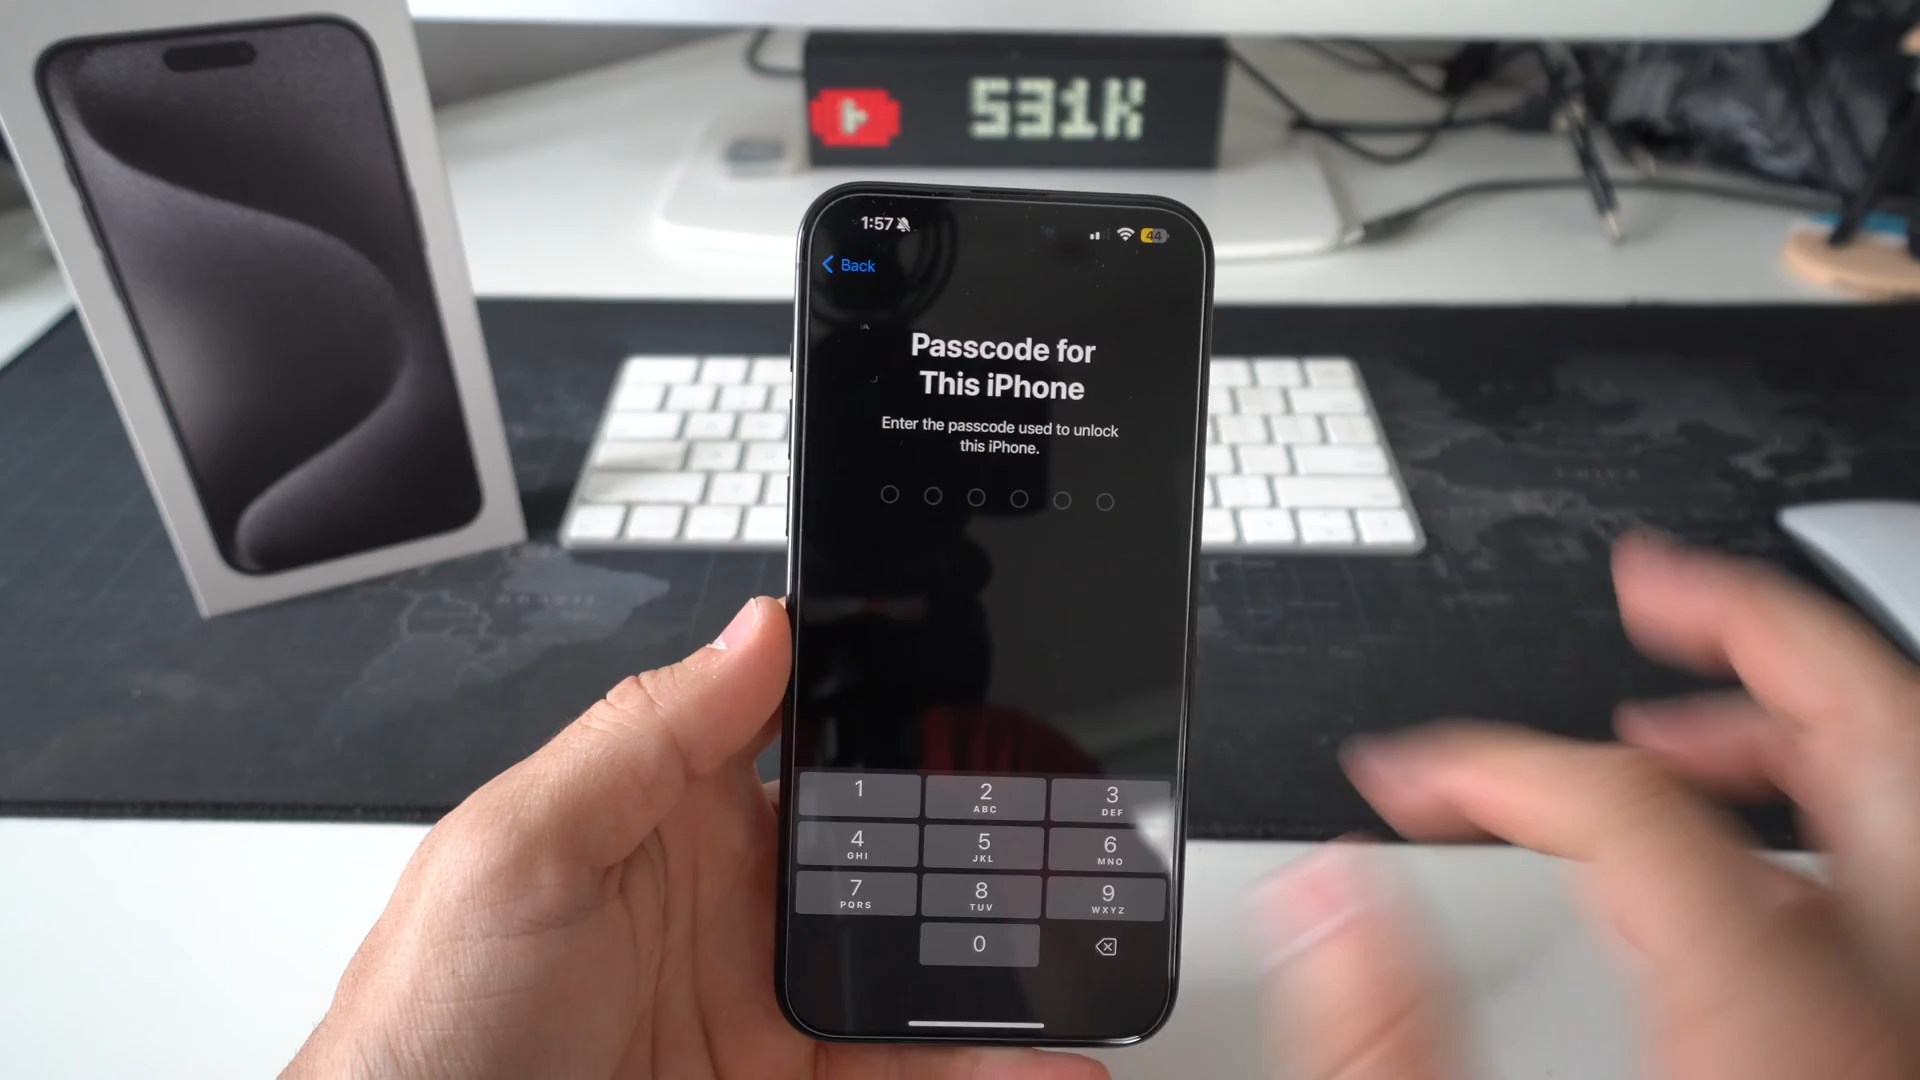 531K
1:57
44
Back
Passcode for
This iPhone
Enter the passcode used to unlock
this iPhone.
1
2
ABC
3
DEF
4
GHI
5
JKL
6
MNO
7
PQRS
8
TUV
9
WXYZ
0